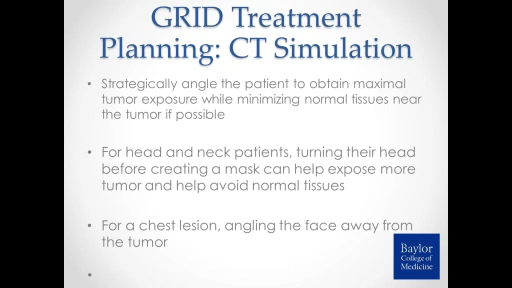 GRID Treatment
Planning: CT Simulation
• Strategically angle the patient to obtain maximal
tumor exposure while minimizing normal tissues near
the tumor if possible
• For head and neck patients, turning their head
before creating a mask can help expose more
tumor and help avoid normal tissues
• For a chest lesion, angling the face away from
the tumor
•
Baylor
College of
Medicine